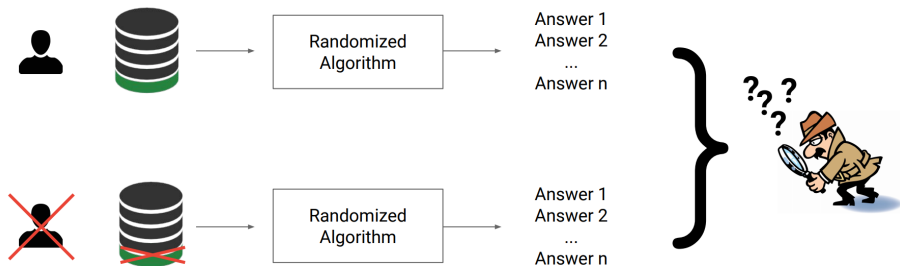 Randomized
Algorithm
Answer 1
Answer 2
...
Answer n
? ? ? ?
Randomized
Algorithm
Answer 1
Answer 2
...
Answer n